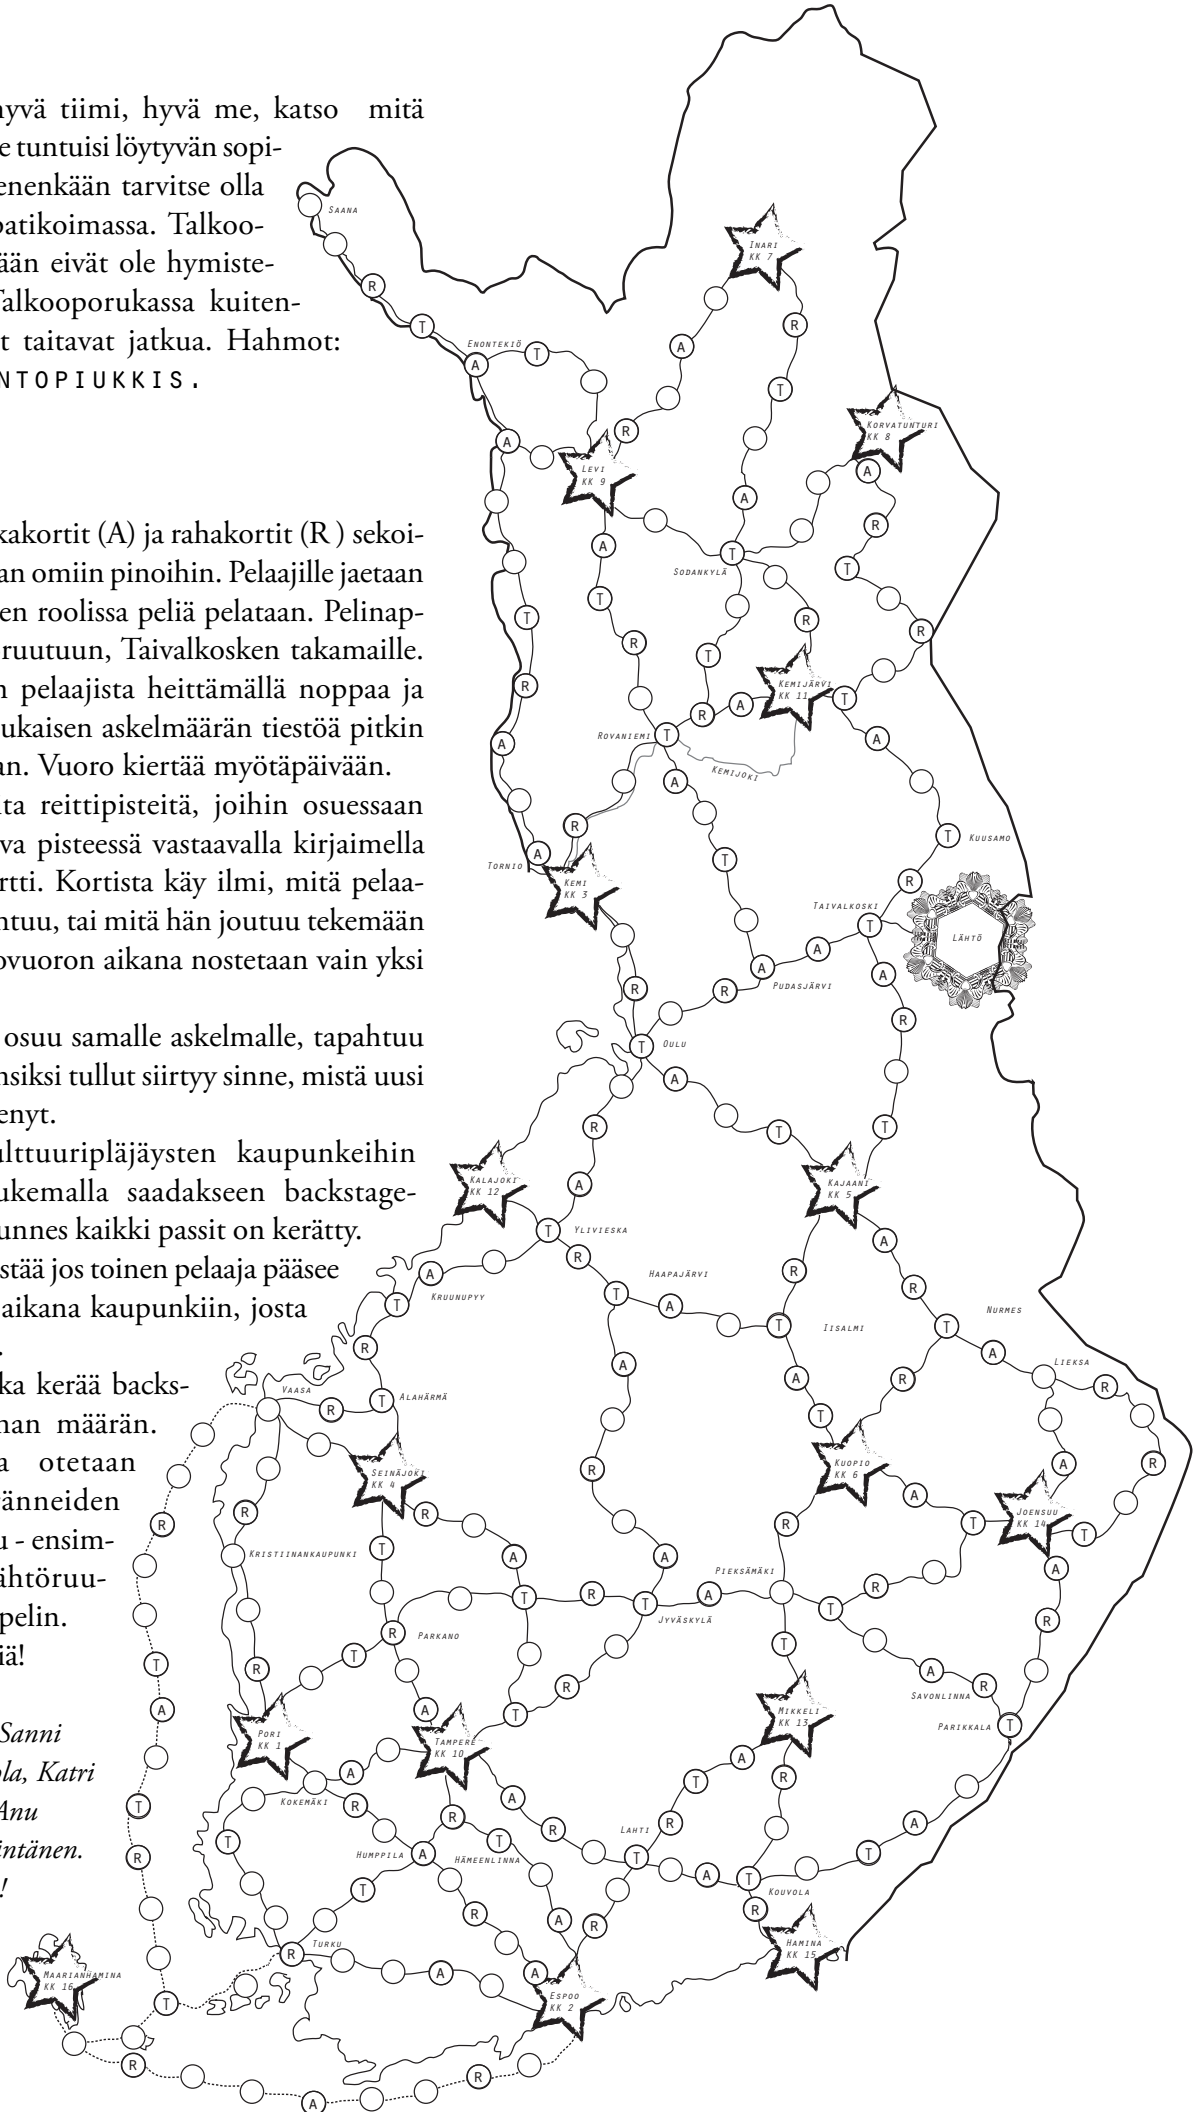 hyvä tiimi, hyvä me, katso mitä
e tuntuisi löytyvän sopi-
enenkään tarvitse olla
patikoimassa. Talkoo-
ään eivät ole hymiste-
Talkooporukassa kuiten-
t taitavat jatkua. Hahmot:
NTOPIUKKIS.
kakortit (A) ja rahakortit (R ) sekoi-
an omiin pinoihin. Pelaajille jaetaan
en roolissa peliä pelataan. Pelinap-
ruutuun, Taivalkosken takamaille.
n pelaajista heittämällä noppaa ja
ukaisen askelmäärän tiestöä pitkin
an. Vuoro kiertää myötäpäivään.
ta reittipisteitä, joihin osuessaan
va pisteessä vastaavalla kirjaimella
rtti. Kortista käy ilmi, mitä pelaa-
ntuu, tai mitä hän joutuu tekemään
ovuoron aikana nostetaan vain yksi
osuu samalle askelmalle, tapahtuu
nsiksi tullut siirtyy sinne, mistä uusi
enyt.
ulttuuripläjäysten kaupunkeihin
ukemalla saadakseen backstage-
unnes kaikki passit on kerätty.
stää jos toinen pelaaja pääsee
aikana kaupunkiin, josta
.
ka kerää backs-
nan määrän.
a otetaan
vänneiden
u - ensim-
ähtöruu-
pelin.
iä!
Sanni
ola, Katri
Anu
äntänen.
!
SAANA
INARI
KK 7
ENONTEKIÖ
KORVATUNTURI
KK 8
LEVI
KK 9
SODANKYLÄ
KEMIJÄRVI
KK 11
ROVANIEMI
KEMIJOKI
KUUSAMO
TORNIO
KEMI
KK 3
TAIVALKOSKI
LÄHTÖ
PUDASJÄRVI
OULU
KALAJOKI
KK 12
KAJAANI
KK 5
YLIVIESKA
HAAPAJÄRVI
KRUUNUPYY
IISALMI
NURMES
LIEKSA
VAASA
ALAHÄRMÄ
SEINÄJOKI
KK 4
KUOPIO
KK 6
JOENSUU
KK 14
KRISTIINANKAUPUNKI
PIEKSÄMÄKI
JYVÄSKYLÄ
PARKANO
SAVONLINNA
PARIKKALA
MIKKELI
KK 13
PORI
KK 1
TAMPERE
KK 10
KOKEMÄKI
LAHTI
HUMPPILA
HÄMEENLINNA
KOUVOLA
TURKU
HAMINA
KK 15
MAARIANHAMINA
KK 16
ESPOO
KK 2